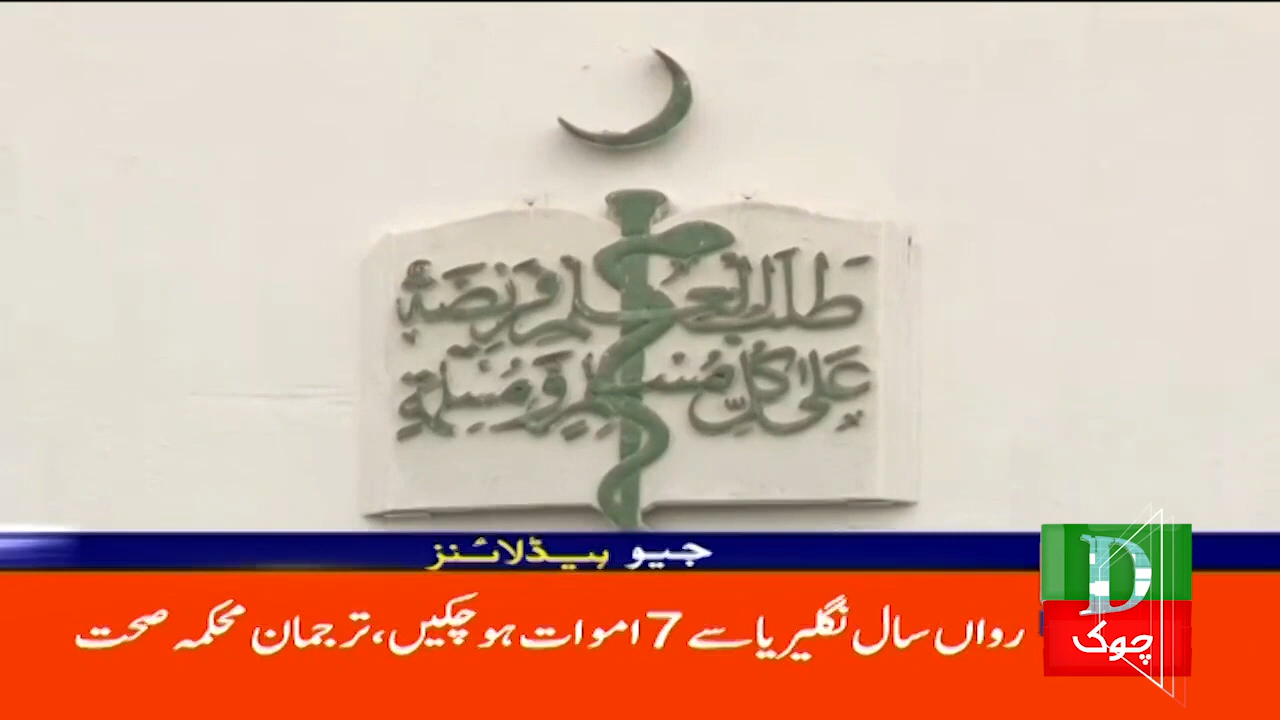 طلب العلم فريضة
على كل مسلم و مسلمة
جیو ہیڈلائنز
رواں سال نگلیریا سے 7 اموات ہو چکیں، ترجمان محکمہ صحت
D
چوک